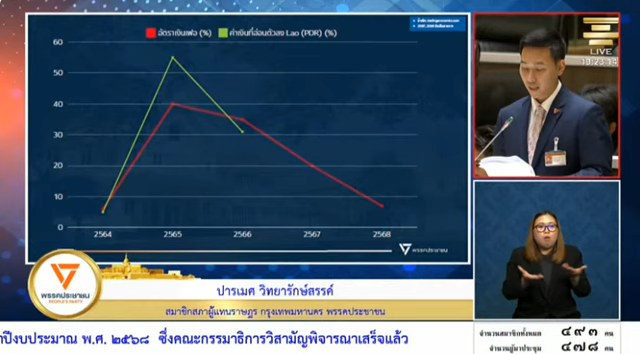 อัตราเงินเฟ้อ (%) ค่าเงินที่อ่อนตัวลง Lao (PDR) (%)
60
50
40
30
20
10
0
2564 2565 2566 2567 2568
พรรคประชาชน
LIVE
พรรคประชาชน
PEOPLE'S PARTY
ปารเมศ วิทยารักษ์สรรค์
สมาชิกสภาผู้แทนราษฎร กรุงเทพมหานคร พรรคประชาชน
ปีงบประมาณ พ.ศ. ๒๕๖๘ ซึ่งคณะกรรมาธิการวิสามัญพิจารณาเสร็จแล้ว
จำนวนสมาชิกทั้งหมด ๔๙๓ คน
จำนวนผู้มาประชุม ๔๗๘ คน